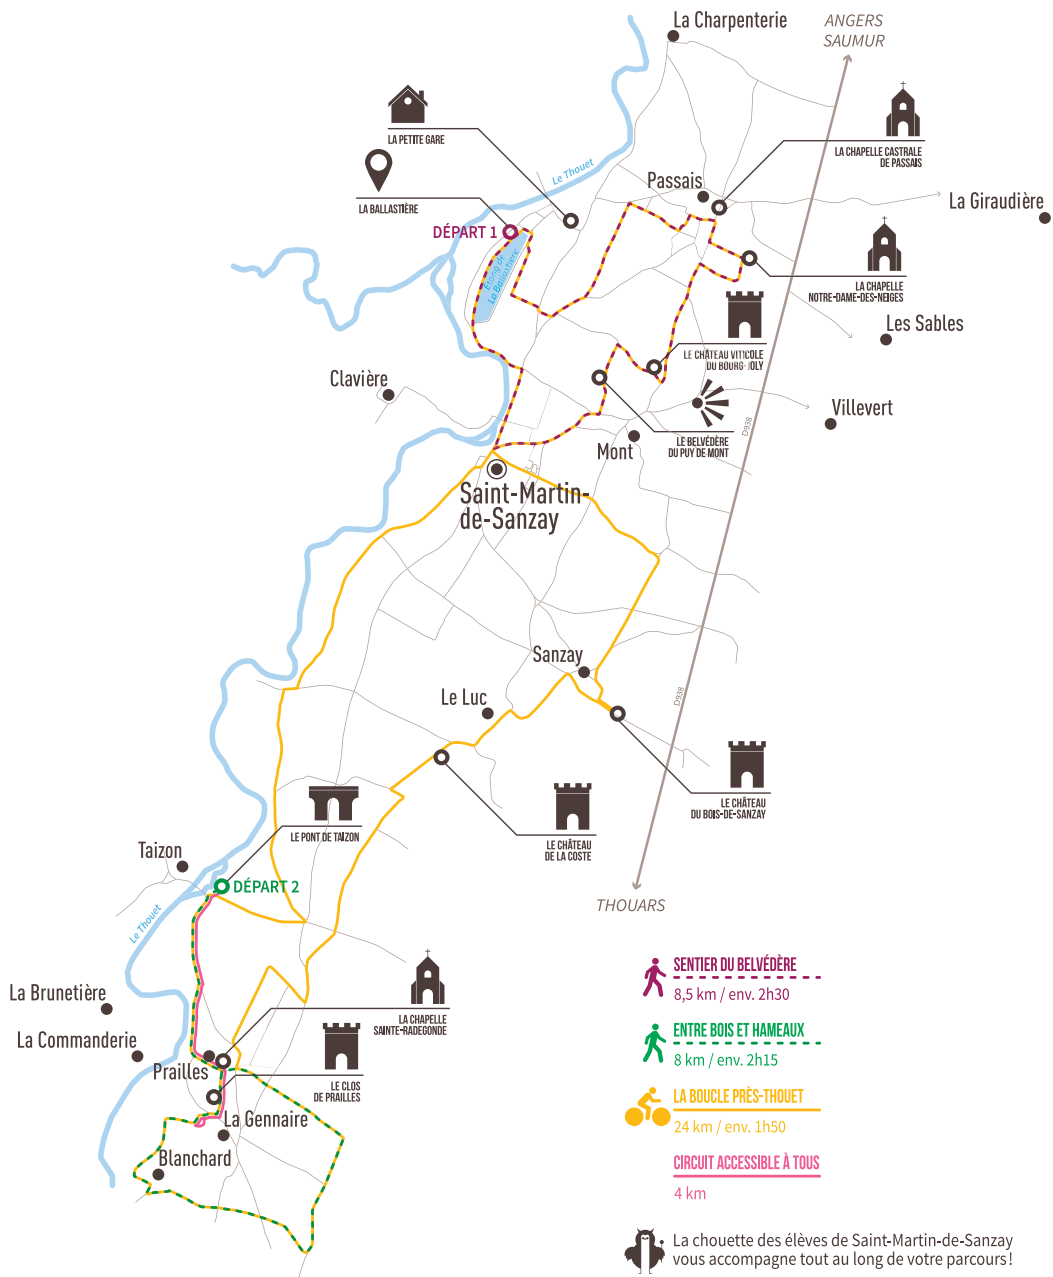 La Charpenterie
ANGERS
SAUMUR
LA PETITE GARE
LA CHAPELLE CASTRALE
DE PASSAIS
Le Thouet
Passais
LA BALLASTIÈRE
La Giraudière
DÉPART 1
Étang de
La Ballastière
LA CHAPELLE
NOTRE-DAME-DES-NEIGES
Les Sables
LE CHÂTEAU VITICOLE
DU BOURG-JOLY
Clavière
Villevert
D938
LE BELVÉDÈRE
DU PUY DE MONT
Mont
Saint-Martin-
de-Sanzay
Sanzay
Le Luc
D938
LE CHÂTEAU
DU BOIS-DE-SANZAY
LE PONT DE TAIZON
LE CHÂTEAU
DE LA COSTE
Taizon
DÉPART 2
THOUARS
Le Thouet
SENTIER DU BELVÉDÈRE
8,5 km / env. 2h30
La Brunetière
LA CHAPELLE
SAINTE-RADEGONDE
La Commanderie
ENTRE BOIS ET HAMEAUX
8 km / env. 2h15
Prailles
LE CLOS
DE PRAILLES
LA BOUCLE PRÈS-THOUET
24 km / env. 1h50
La Gennaire
Blanchard
CIRCUIT ACCESSIBLE À TOUS
4 km
La chouette des élèves de Saint-Martin-de-Sanzay
vous accompagne tout au long de votre parcours !